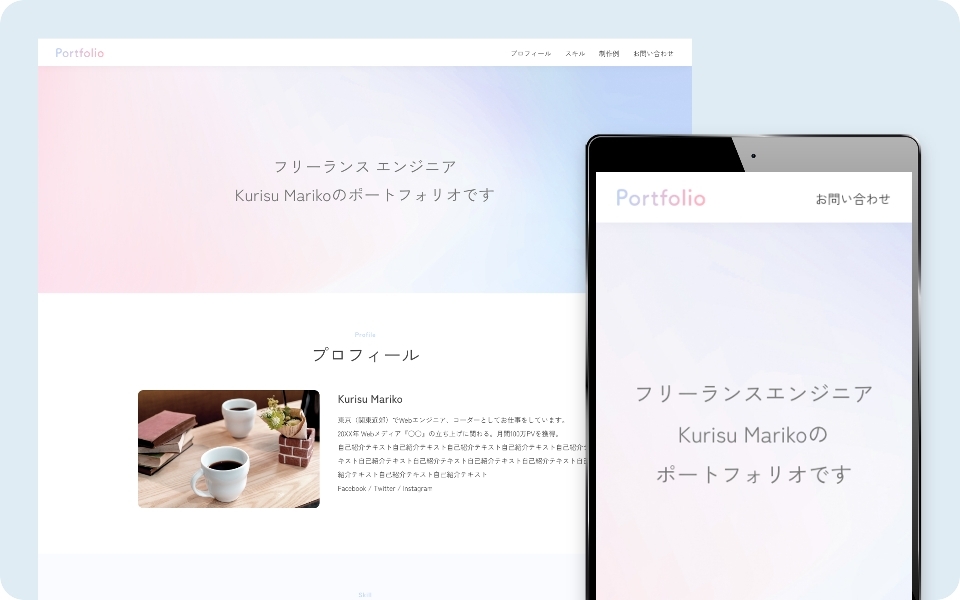 Portfolio
プロフィール スキル 制作例 お問い合わせ
フリーランス エンジニア
Kurisu Marikoのポートフォリオです
Profile
プロフィール
Kurisu Mariko
東京（関東近郊）でWebエンジニア、コーダーとしてお仕事をしています。
20XX年 Webメディア『〇〇』の立ち上げに関わる。月間100万PVを獲得。
自己紹介テキスト自己紹介テキスト自己紹介テキスト自己紹介テキスト自己紹介テキスト自己紹介
キスト自己紹介テキスト自己紹介テキスト自己紹介テキスト自己紹介テキスト自己
紹介テキスト自己紹介テキスト自己紹介テキスト
Facebook / Twitter / Instagram
Skill
Portfolio
お問い合わせ
フリーランスエンジニア
Kurisu Marikoの
ポートフォリオです